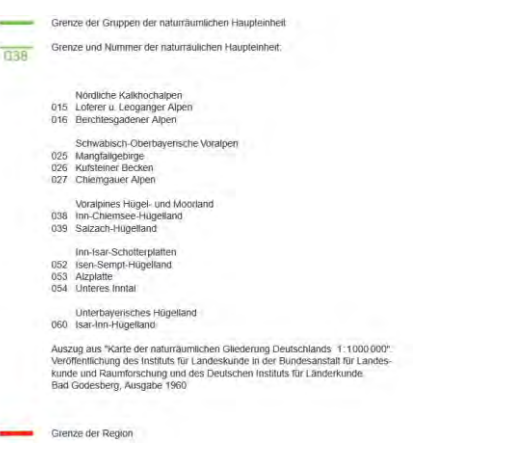 Grenze der Gruppen der naturräumlichen Haupteinheit
038 Grenze und Nummer der naturräulichen Haupteinheit:
Nördliche Kalkhochalpen
015 Loferer u. Leoganger Alpen
016 Berchtesgadener Alpen
Schwäbisch-Oberbayerische Voralpen
025 Mangfallgebirge
026 Kufsteiner Becken
027 Chiemgauer Alpen
Voralpines Hügel- und Moorland
038 Inn-Chiemsee-Hügelland
039 Salzach-Hügelland
Inn-Isar-Schotterplatten
052 Isen-Sempt-Hügelland
053 Alzplatte
054 Unteres Inntal
Unterbayerisches Hügelland
060 Isar-Inn-Hügelland
Auszug aus "Karte der naturräumlichen Gliederung Deutschlands 1:1000 000".
Veröffentlichung des Instituts für Landeskunde in der Bundesanstalt für Landes-
kunde und Raumforschung und des Deutschen Instituts für Länderkunde.
Bad Godesberg, Ausgabe 1960
Grenze der Region